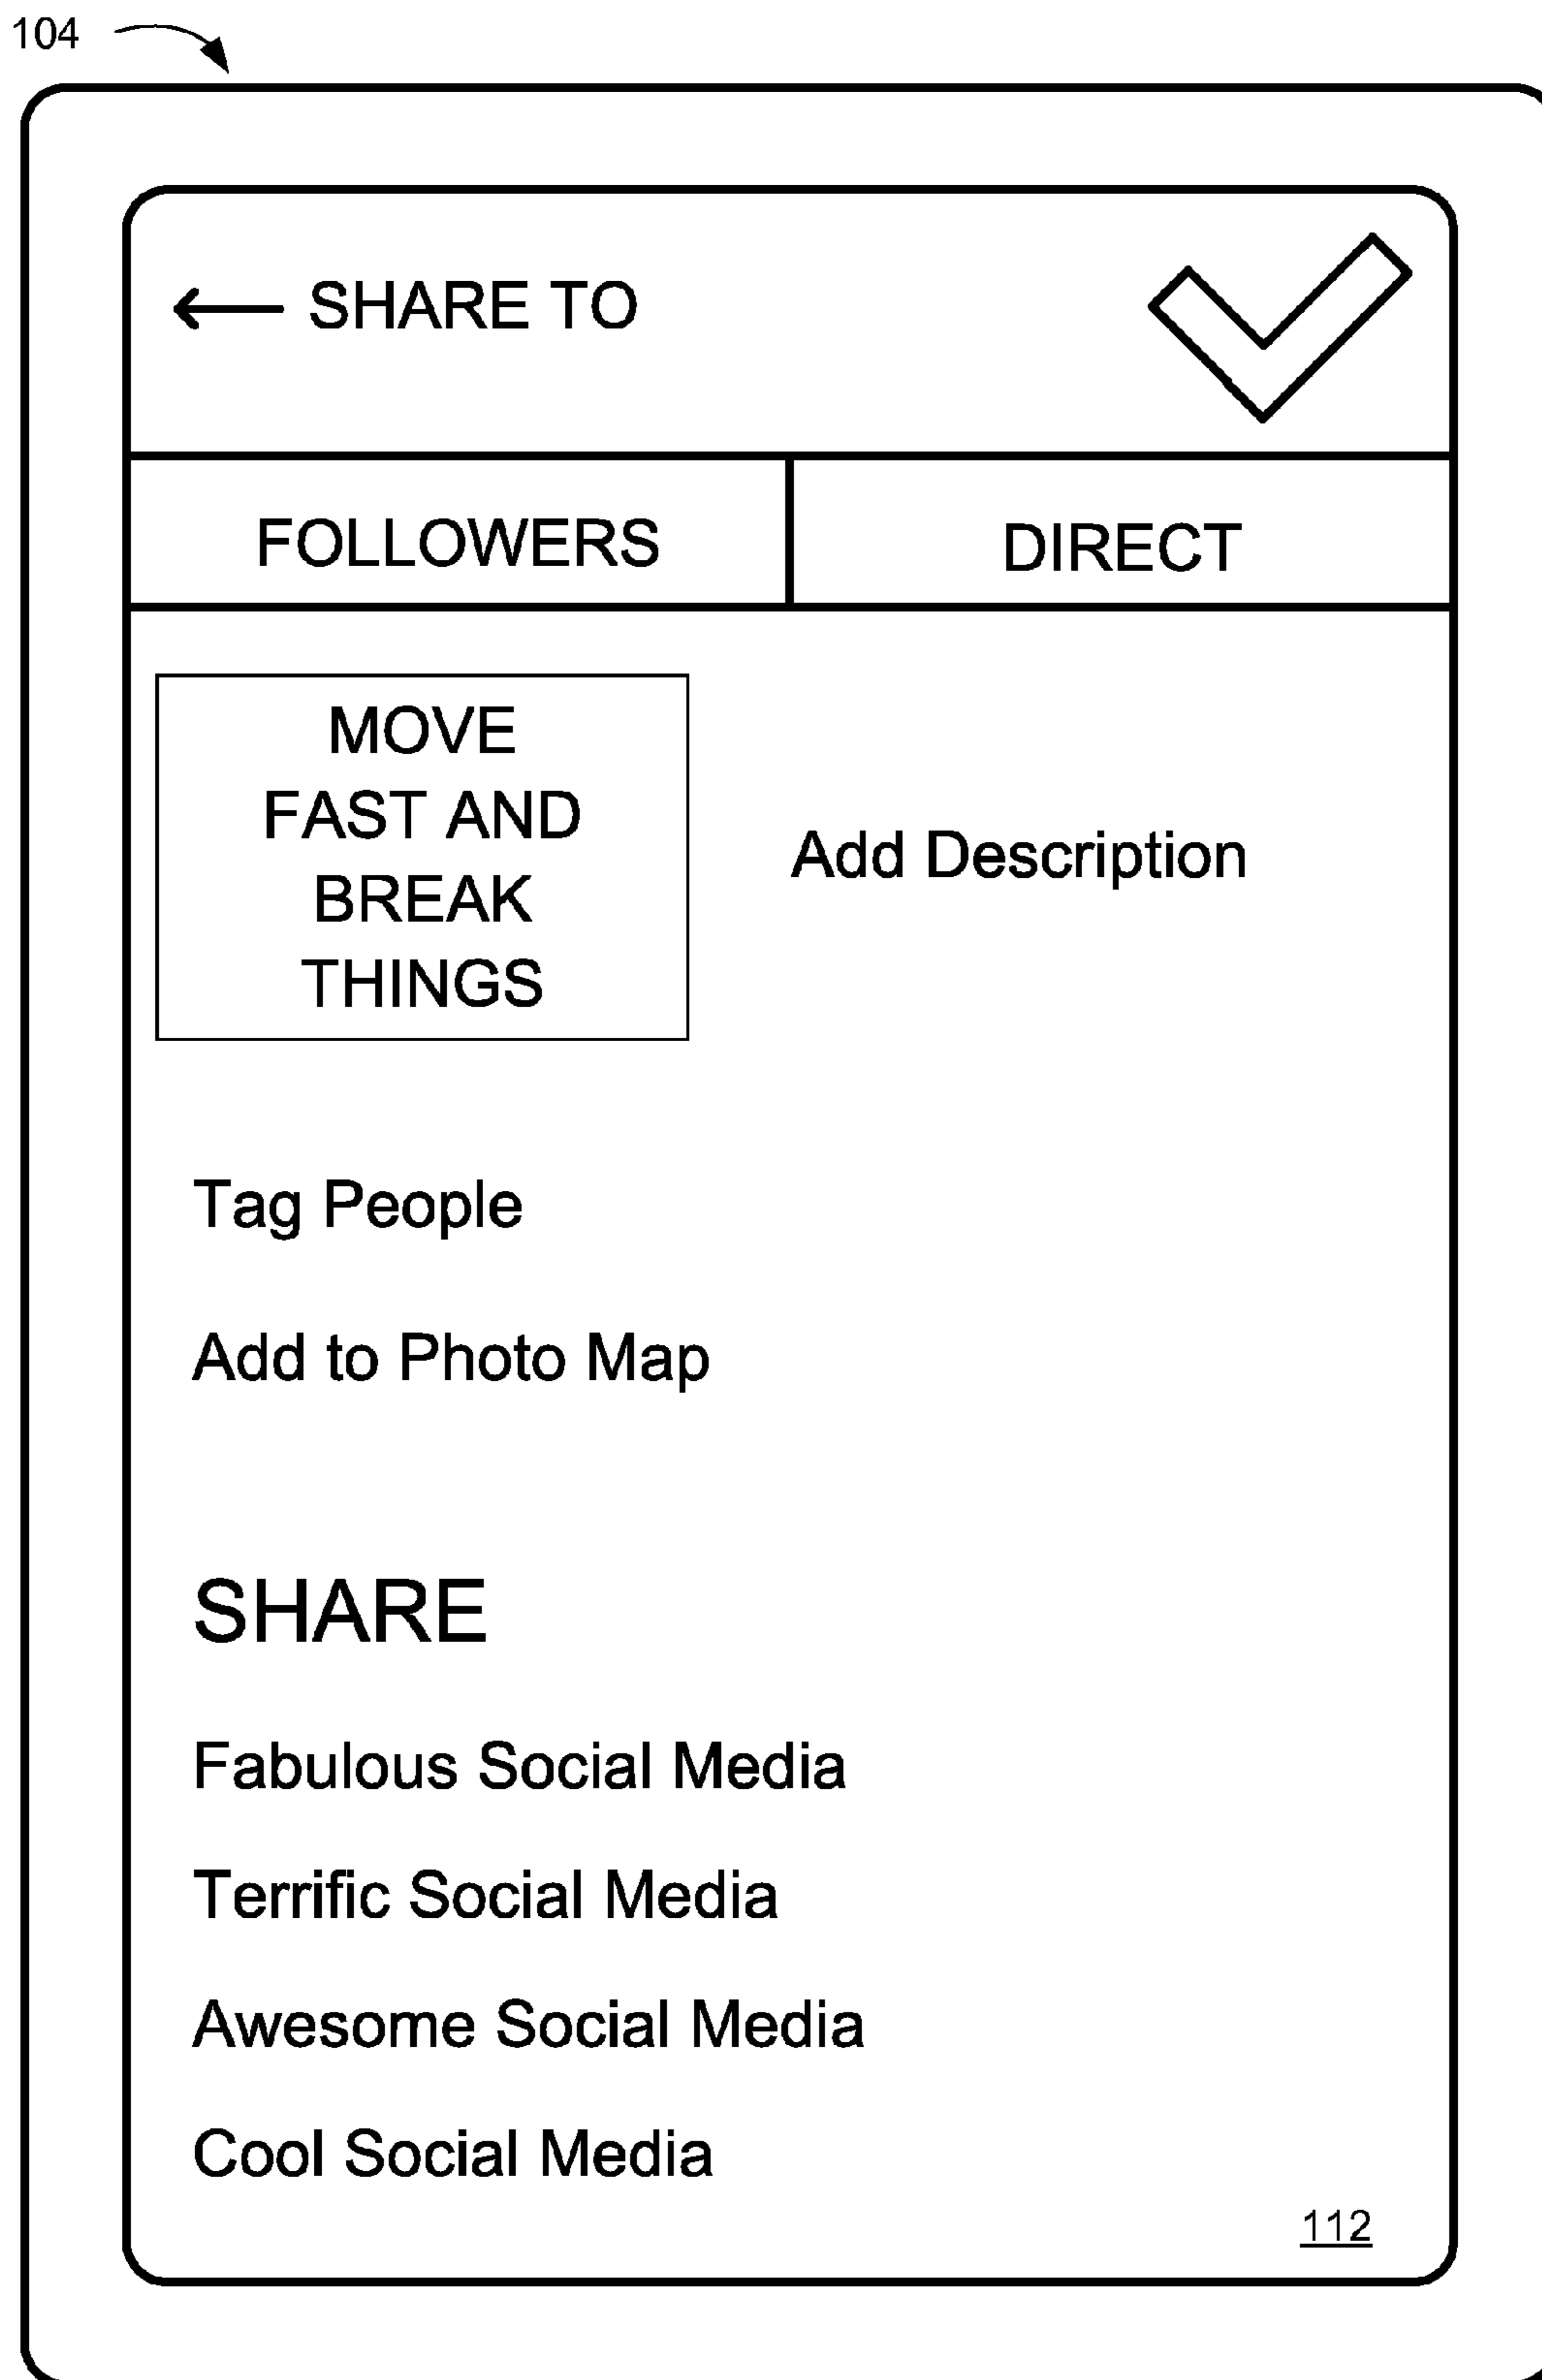 104
SHARE TO
FOLLOWERS
DIRECT
MOVE
FAST AND
BREAK
THINGS
Add Description
Tag People
Add to Photo Map
SHARE
Fabulous Social Media
Terrific Social Media
Awesome Social Media
Cool Social Media
112